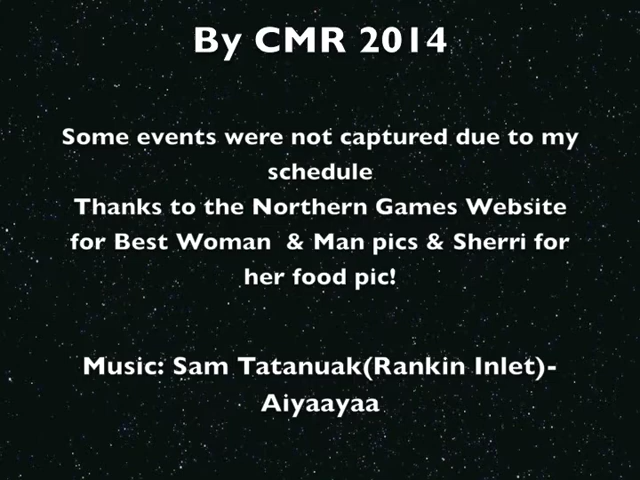 By CMR 2014
Some events were not captured due to my
schedule
Thanks to the Northern Games Website
for Best Woman & Man pics & Sherri for
her food pic!
Music: Sam Tatanuak(Rankin Inlet)-
Aiyaayaa